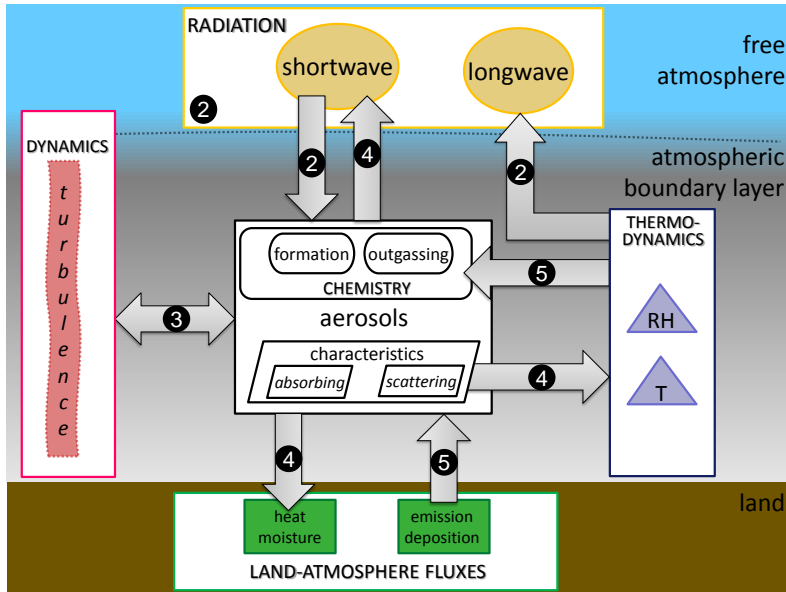 RADIATION
shortwave
longwave
2
free
atmosphere
DYNAMICS
turbulence
2
4
2
atmospheric
boundary layer
THERMO-
DYNAMICS
formation
outgassing
CHEMISTRY
5
3
aerosols
RH
characteristics
absorbing
scattering
4
T
4
5
land
heat
moisture
emission
deposition
LAND-ATMOSPHERE FLUXES